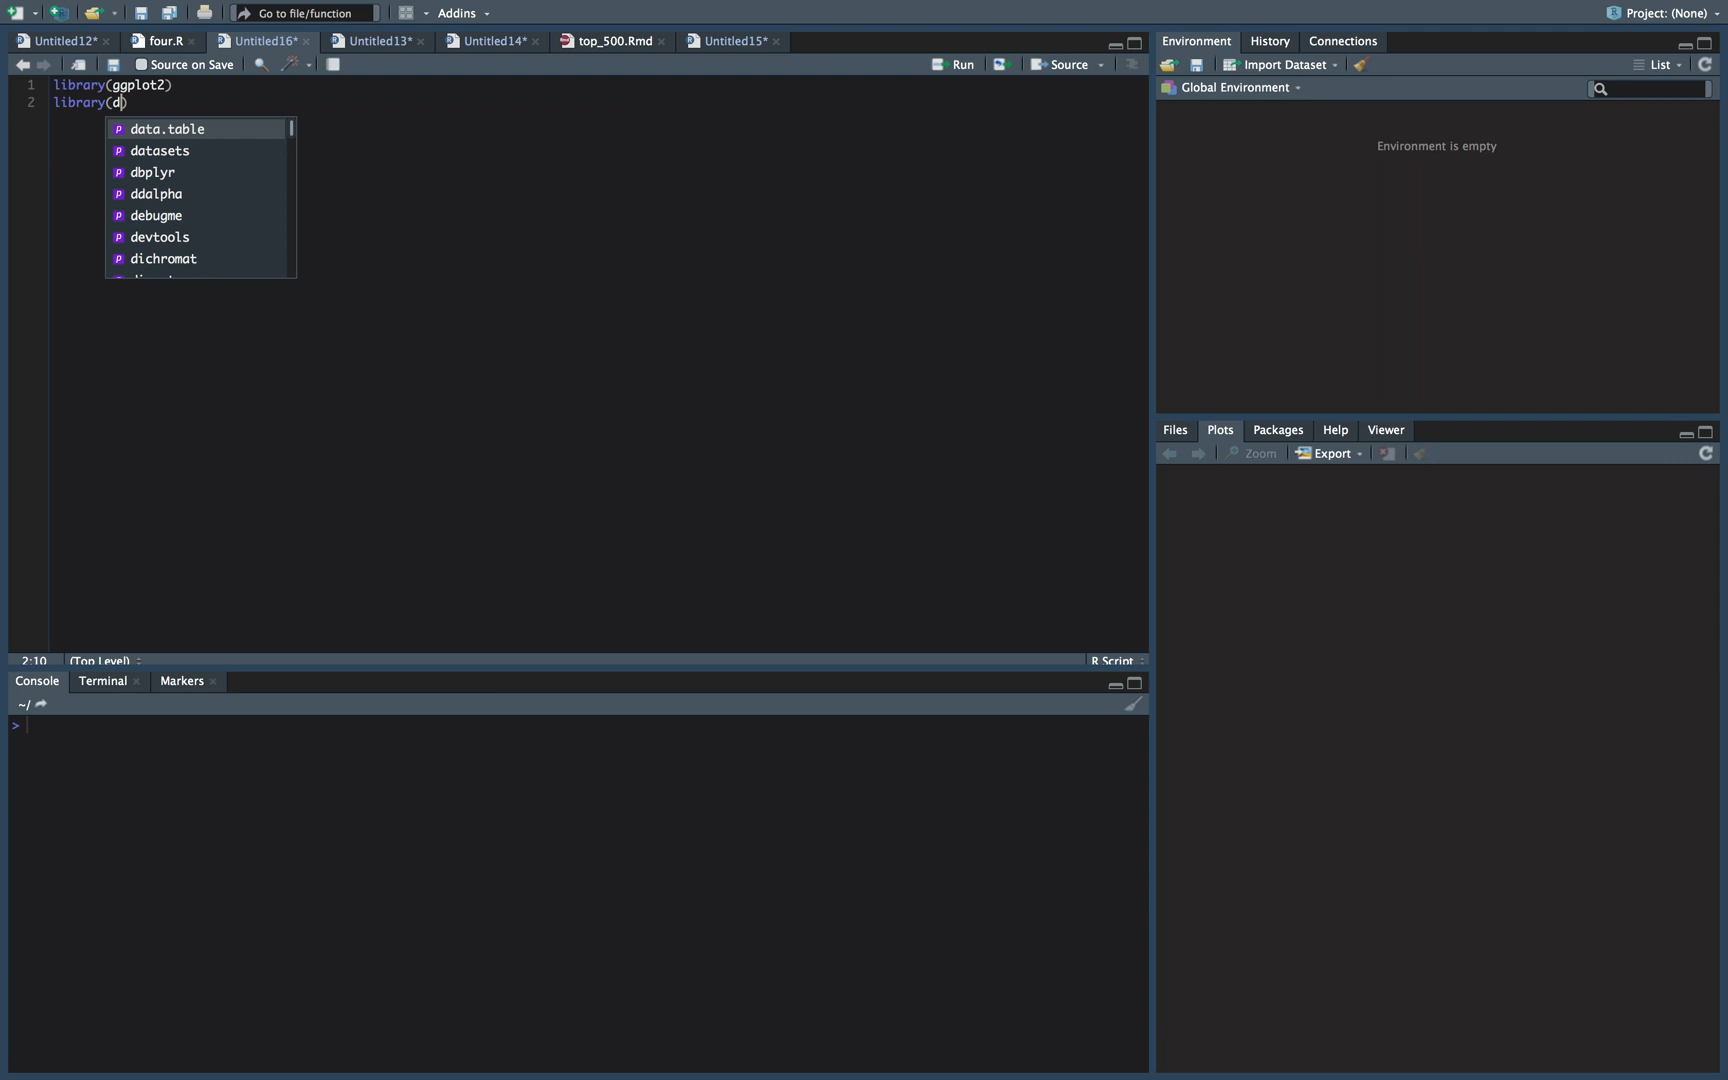 Go to file/function Addins Project: (None)
Untitled12* four.R Untitled16* Untitled13* Untitled14* top_500.Rmd Untitled15*
Source on Save Run Source
1 library(ggplot2)
2 library(d)
data.table
datasets
dbplyr
ddalpha
debugme
devtools
dichromat
2:10 (Top Level) R Script
Console Terminal Markers
~/
>
Environment History Connections
Import Dataset List
Global Environment
Environment is empty
Files Plots Packages Help Viewer
Zoom Export